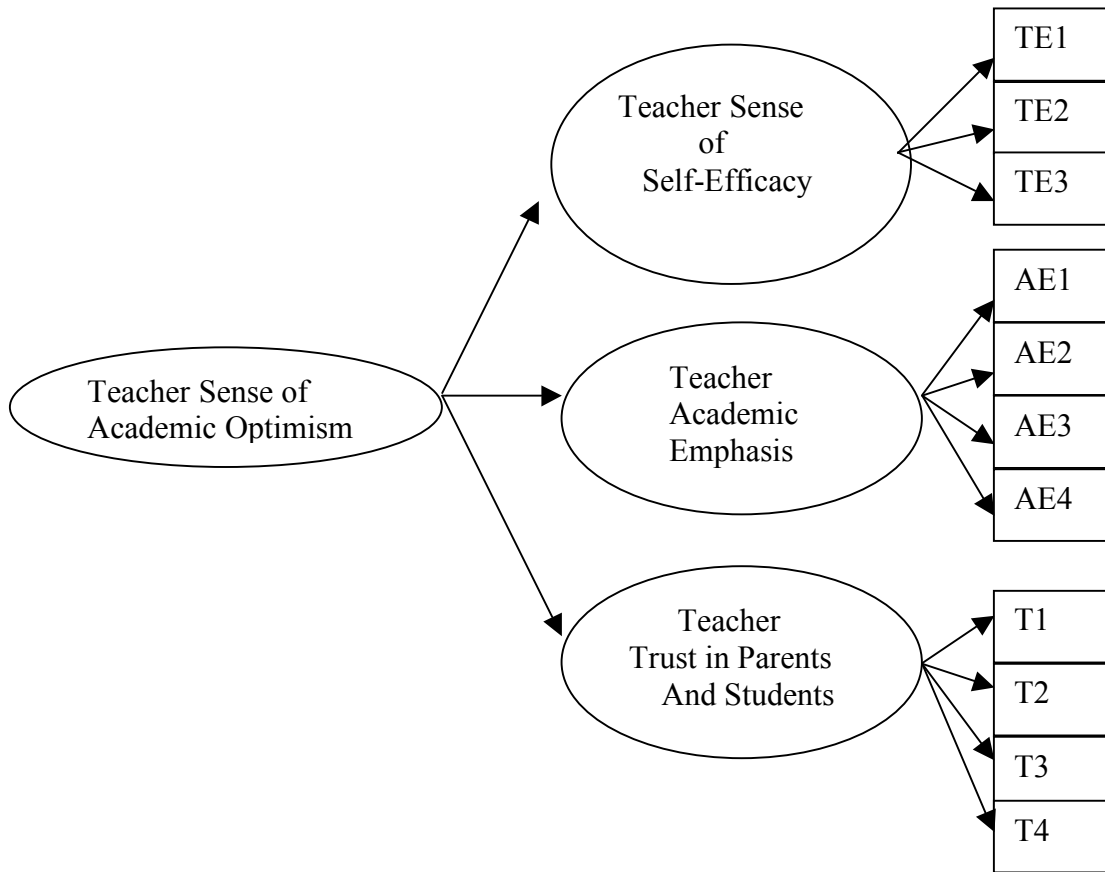 Teacher Sense of
Academic Optimism
Teacher Sense
of
Self-Efficacy
TE1
TE2
TE3
Teacher
Academic
Emphasis
AE1
AE2
AE3
AE4
Teacher
Trust in Parents
And Students
T1
T2
T3
T4